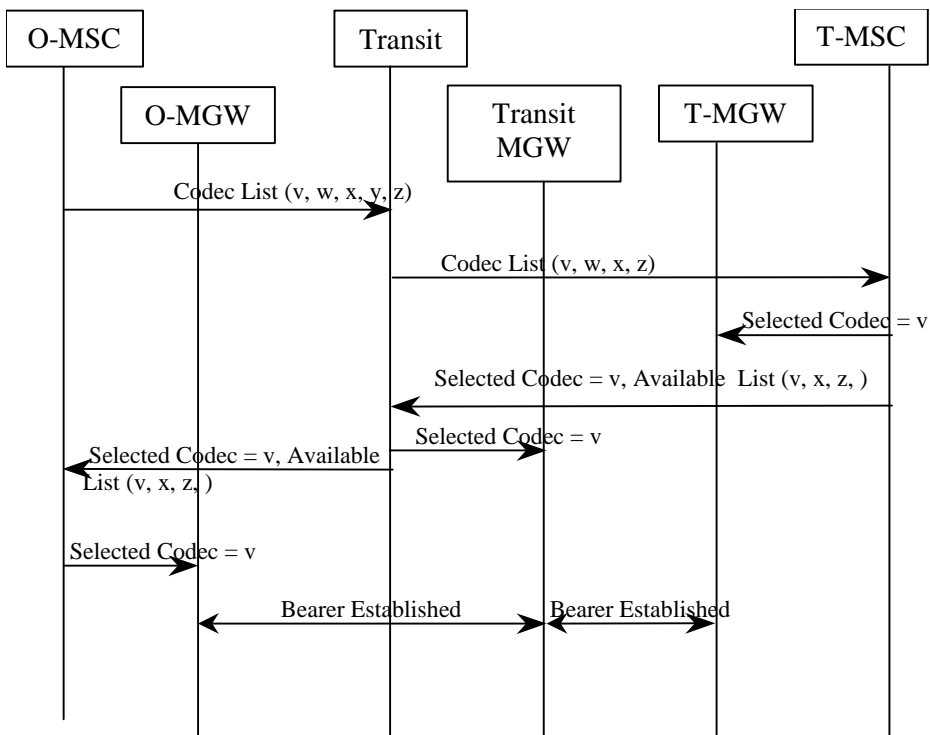 O-MSC
Transit
T-MSC
O-MGW
Transit
MGW
T-MGW
Codec List (v, w, x, y, z)
Codec List (v, w, x, z)
Selected Codec = v
Selected Codec = v, Available List (v, x, z, )
Selected Codec = v
Selected Codec = v, Available
List (v, x, z, )
Selected Codec = v
Bearer Established
Bearer Established